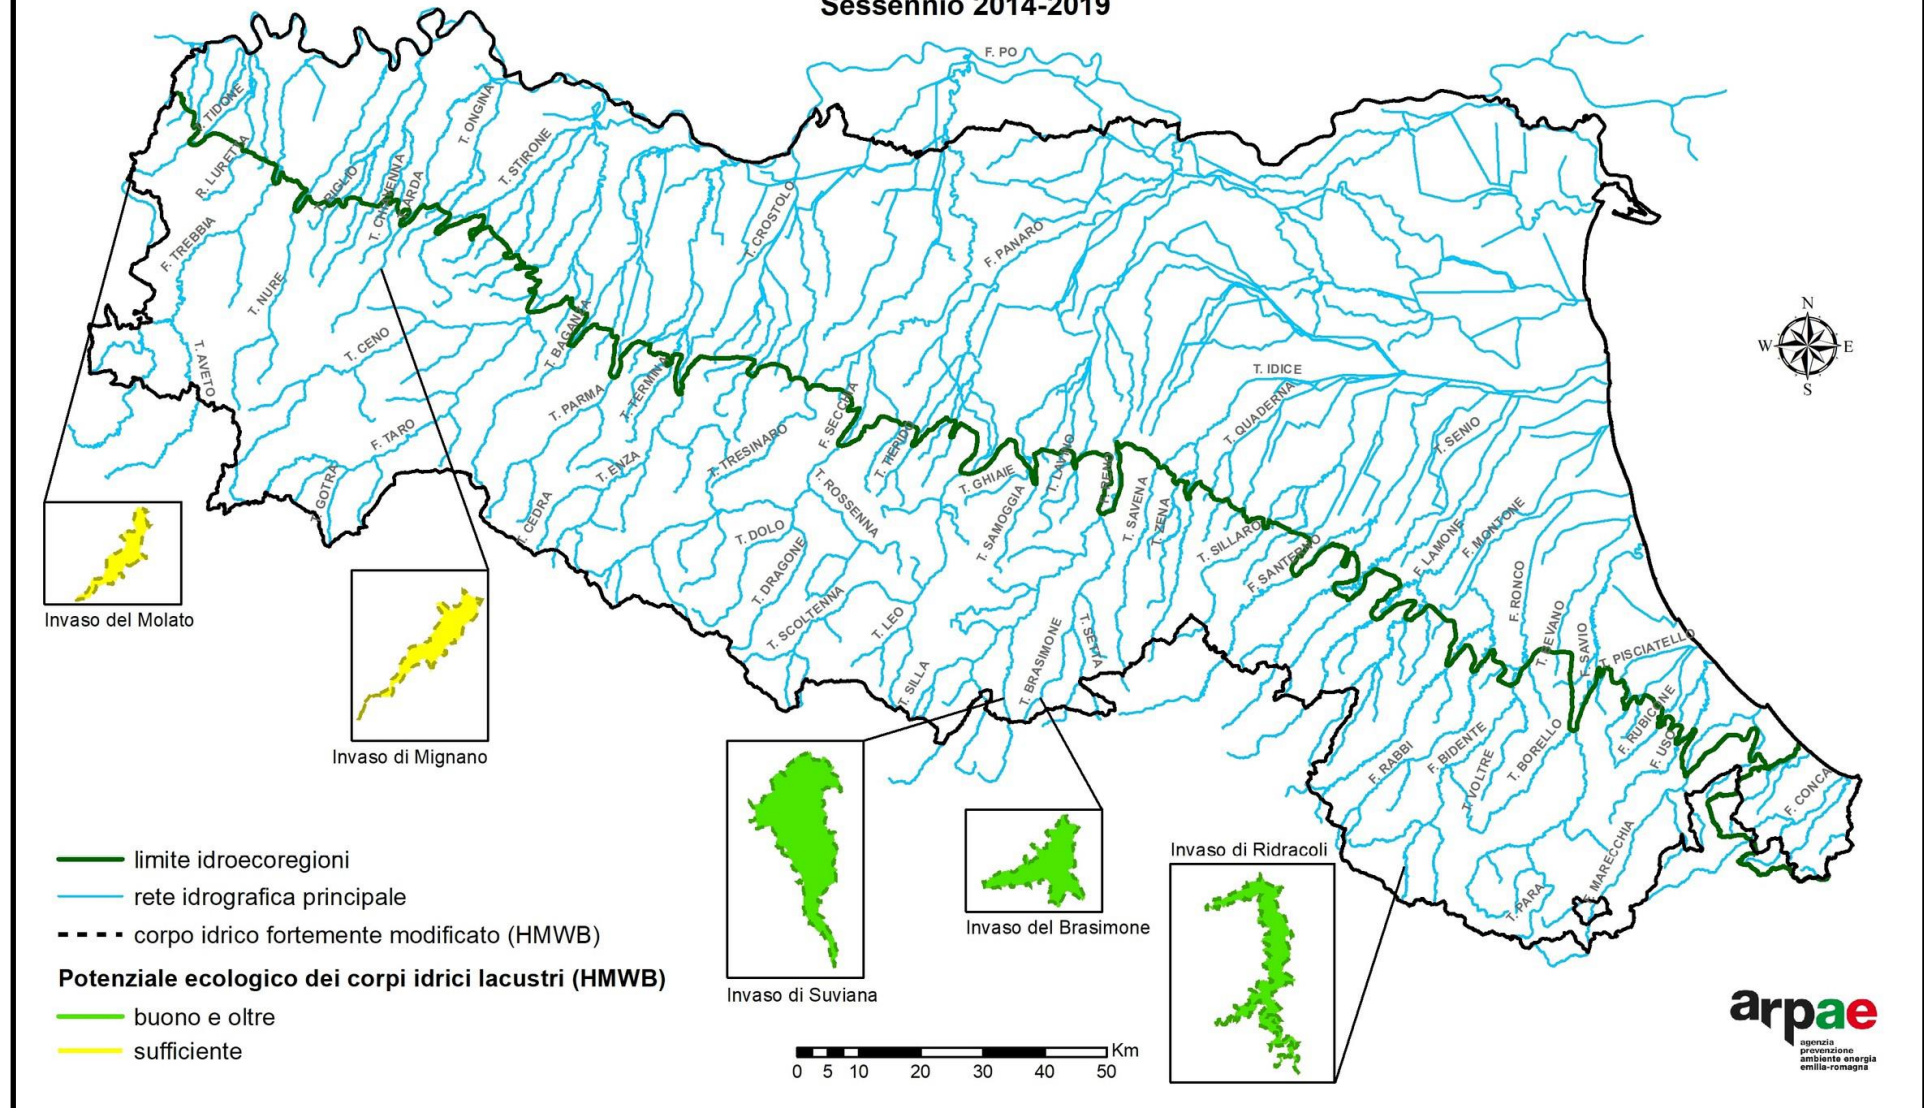 Sessennio 2014-2019
F. PO
T. TIDONE
T. ONGINA
R. LURETTA
T. STIRONE
T. RIGLIO
T. CHIAVENNA
T. ARDA
T. CROSTOLO
F. TREBBIA
F. PANARO
T. NURE
N
W
E
S
T. AVETO
T. CENO
T. BAGANZA
T. IDICE
T. PARMA
T. TERMINA
T. QUADERNA
F. SECCHIA
F. TARO
T. TRESINARO
T. TIEPIDO
T. SENIO
T. ENZA
T. LAVINO
T. GOTRA
T. GHIAIE
F. RENO
T. CEDRA
T. ROSSENNA
T. SAMOGGIA
T. SAVENA
T. ZENA
T. DOLO
T. SILLARO
F. LAMONE
F. MONTONE
T. DRAGONE
F. SANTERNO
F. RONCO
T. SCOLTENNA
T. LEO
T. BRASIMONE
T. SETTA
T. BEVANO
F. SAVIO
T. PISCIATELLO
T. SILLA
F. RUBICONE
F. USO
F. RABBI
F. BIDENTE
T. VOLTRE
T. BORELLO
F. CONCA
F. MARECCHIA
T. PARA
Invaso del Molato
Invaso di Mignano
Invaso di Suviana
Invaso del Brasimone
Invaso di Ridracoli
limite idroecoregioni
rete idrografica principale
corpo idrico fortemente modificato (HMWB)
Potenziale ecologico dei corpi idrici lacustri (HMWB)
buono e oltre
sufficiente
Km
0 5 10 20 30 40 50
arpae
agenzia
prevenzione
ambiente energia
emilia-romagna